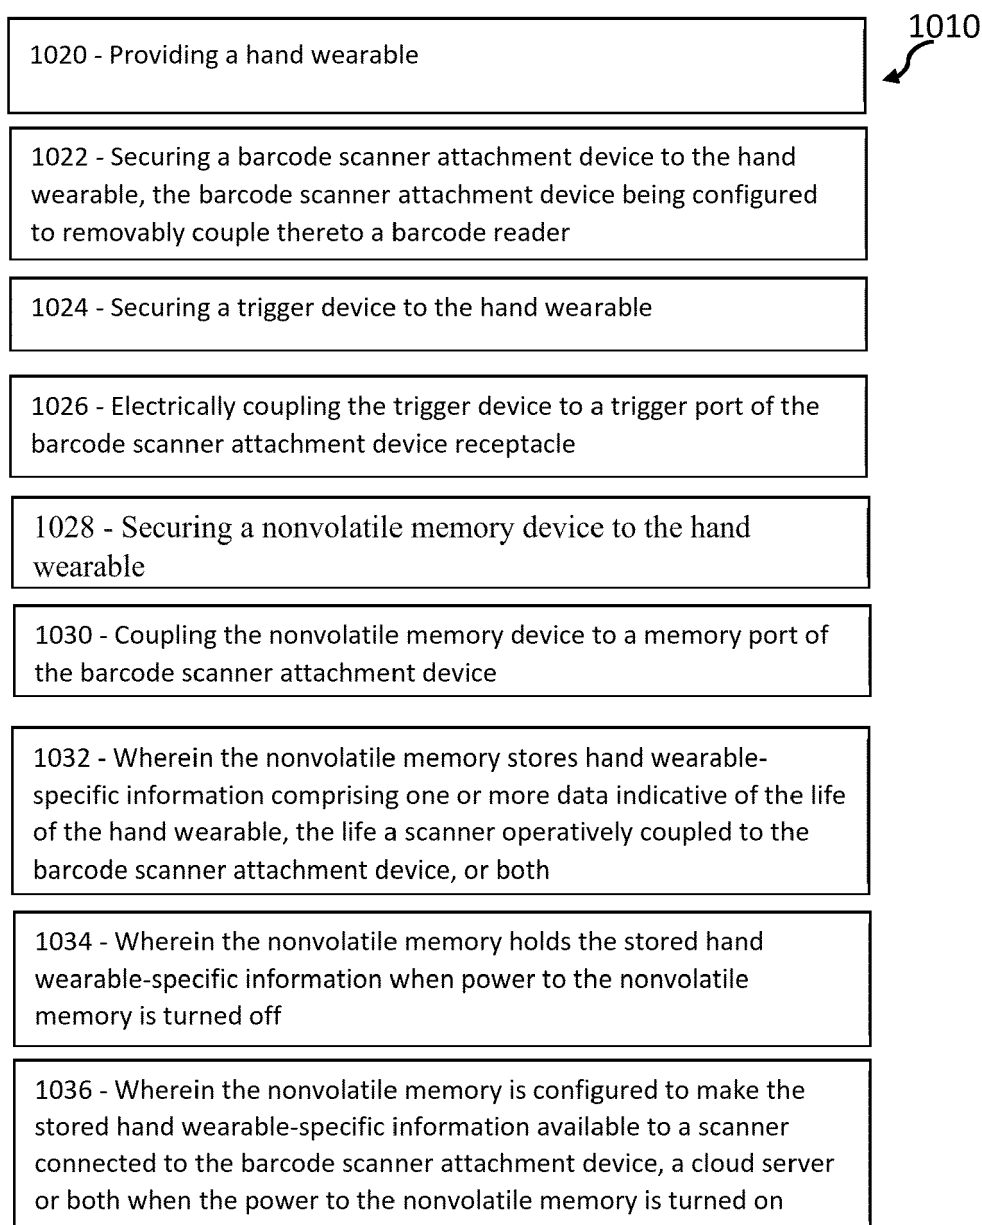 1010
1020 - Providing a hand wearable
1022 - Securing a barcode scanner attachment device to the hand
wearable, the barcode scanner attachment device being configured
to removably couple thereto a barcode reader
1024 - Securing a trigger device to the hand wearable
1026 - Electrically coupling the trigger device to a trigger port of the
barcode scanner attachment device receptacle
1028 - Securing a nonvolatile memory device to the hand
wearable
1030 - Coupling the nonvolatile memory device to a memory port of
the barcode scanner attachment device
1032 - Wherein the nonvolatile memory stores hand wearable-
specific information comprising one or more data indicative of the life
of the hand wearable, the life a scanner operatively coupled to the
barcode scanner attachment device, or both
1034 - Wherein the nonvolatile memory holds the stored hand
wearable-specific information when power to the nonvolatile
memory is turned off
1036 - Wherein the nonvolatile memory is configured to make the
stored hand wearable-specific information available to a scanner
connected to the barcode scanner attachment device, a cloud server
or both when the power to the nonvolatile memory is turned on